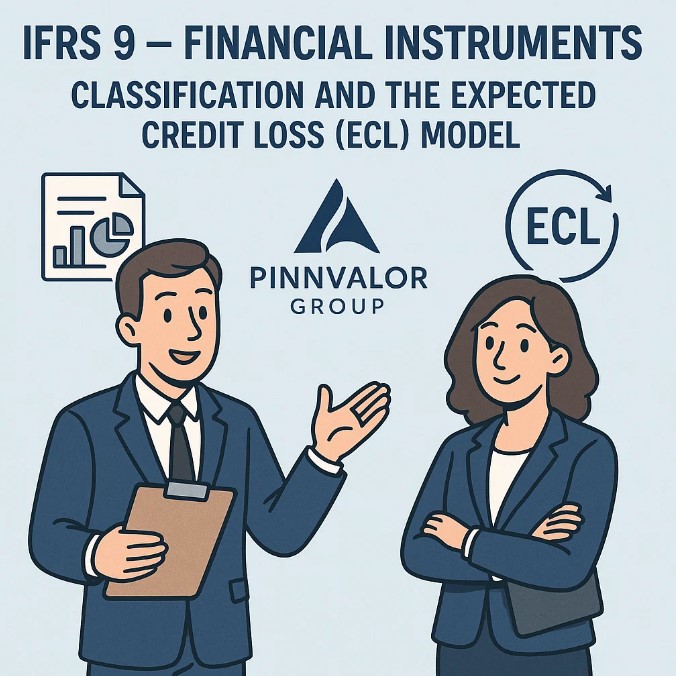 IFRS 9 – FINANCIAL INSTRUMENTS
CLASSIFICATION AND THE EXPECTED
CREDIT LOSS (ECL) MODEL
PINNVALOR
GROUP
ECL